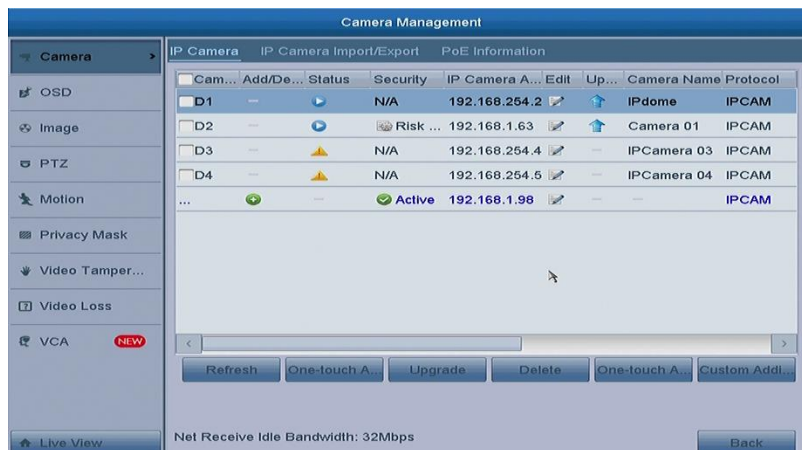 Camera Management
Camera
OSD
Image
PTZ
Motion
Privacy Mask
Video Tamper...
Video Loss
VCA NEW
Live View
IP Camera IP Camera Import/Export PoE Information
Cam... Add/De... Status Security IP Camera A... Edit Up... Camera Name Protocol
D1 — N/A 192.168.254.2 IPdome IPCAM
D2 — Risk ... 192.168.1.63 Camera 01 IPCAM
D3 — N/A 192.168.254.4 — IPCamera 03 IPCAM
D4 — N/A 192.168.254.5 — IPCamera 04 IPCAM
... — Active 192.168.1.98 — — IPCAM
Refresh One-touch A... Upgrade Delete One-touch A... Custom Addi...
Net Receive Idle Bandwidth: 32Mbps
Back